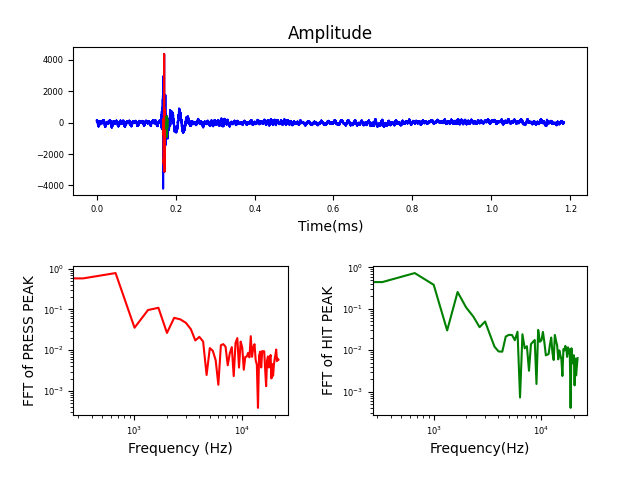 Amplitude
4000
2000
0
−2000
−4000
0.0 0.2 0.4 0.6 0.8 1.0 1.2
Time(ms)
FFT of PRESS PEAK
10⁰
10⁻¹
10⁻²
10⁻³
10³ 10⁴
Frequency (Hz)
FFT of HIT PEAK
10⁰
10⁻¹
10⁻²
10⁻³
10³ 10⁴
Frequency(Hz)